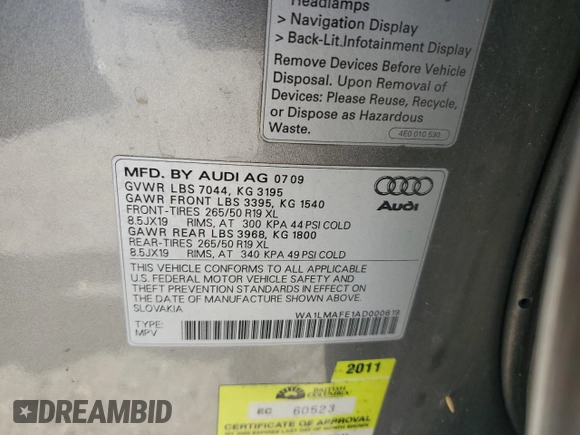 Headlamps
> Navigation Display
> Back-Lit.Infotainment Display
Remove Devices Before Vehicle
Disposal. Upon Removal of
Devices: Please Reuse, Recycle,
or Dispose as Hazardous
Waste.
4E0 010 530
MFD. BY AUDI AG 07 09
GVWR LBS 7044, KG 3195
GAWR FRONT LBS 3395, KG 1540
FRONT-TIRES 265/50 R19 XL
8.5JX19 RIMS, AT 300 KPA 44 PSI COLD
GAWR REAR LBS 3968, KG 1800
REAR-TIRES 265/50 R19 XL
8.5JX19 RIMS, AT 340 KPA 49 PSI COLD
THIS VEHICLE CONFORMS TO ALL APPLICABLE
U.S. FEDERAL MOTOR VEHICLE SAFETY AND
THEFT PREVENTION STANDARDS IN EFFECT ON
THE DATE OF MANUFACTURE SHOWN ABOVE.
SLOVAKIA
WA1LMAFE1AD000619
TYPE:
MPV
Audi
2011
BRITISH
COLUMBIA
EC 60523
CERTIFICATE OF APPROVAL
DREAMBID